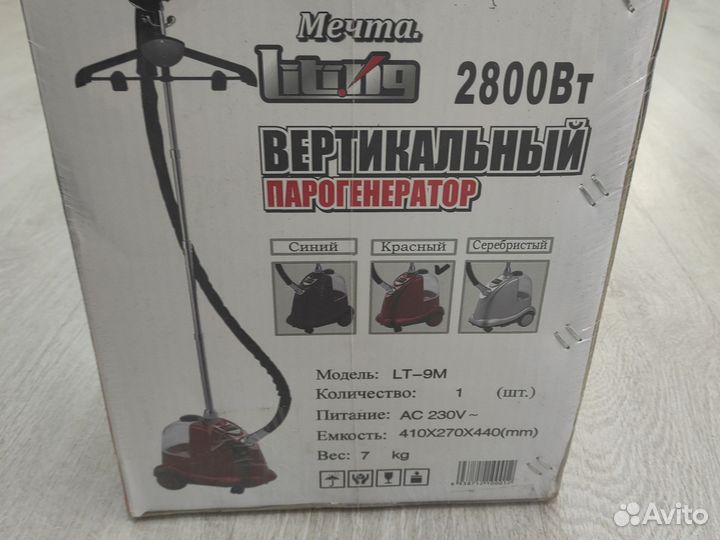 Мечта.
Liting
2800Вт
ВЕРТИКАЛЬНЫЙ
ПАРОГЕНЕРАТОР
Синий Красный Серебристый
Модель: LT-9M
Количество: 1 (шт.)
Питание: AC 230V~
Емкость: 410X270X440(mm)
Вес: 7 kg
Avito